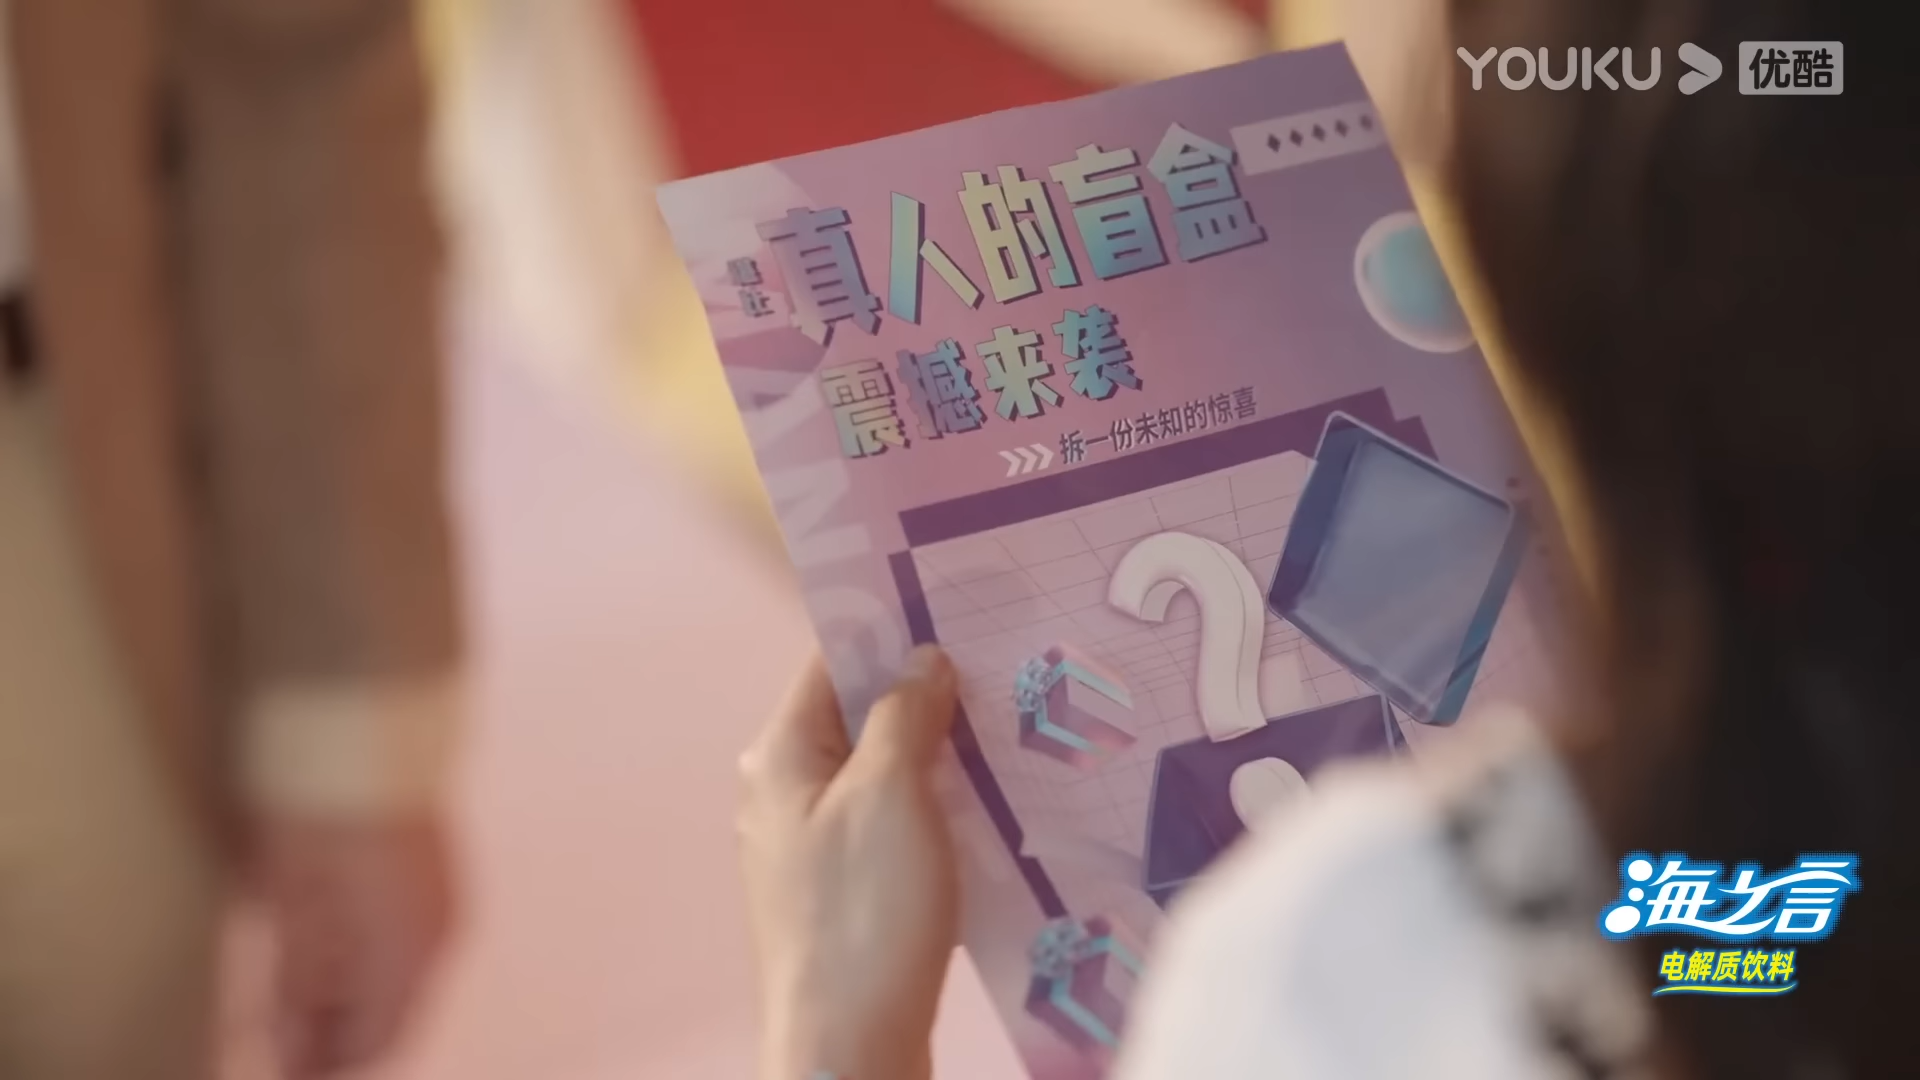 YOUKU 优酷
真人的盲盒
震撼来袭
拆一份未知的惊喜
海之言
电解质饮料